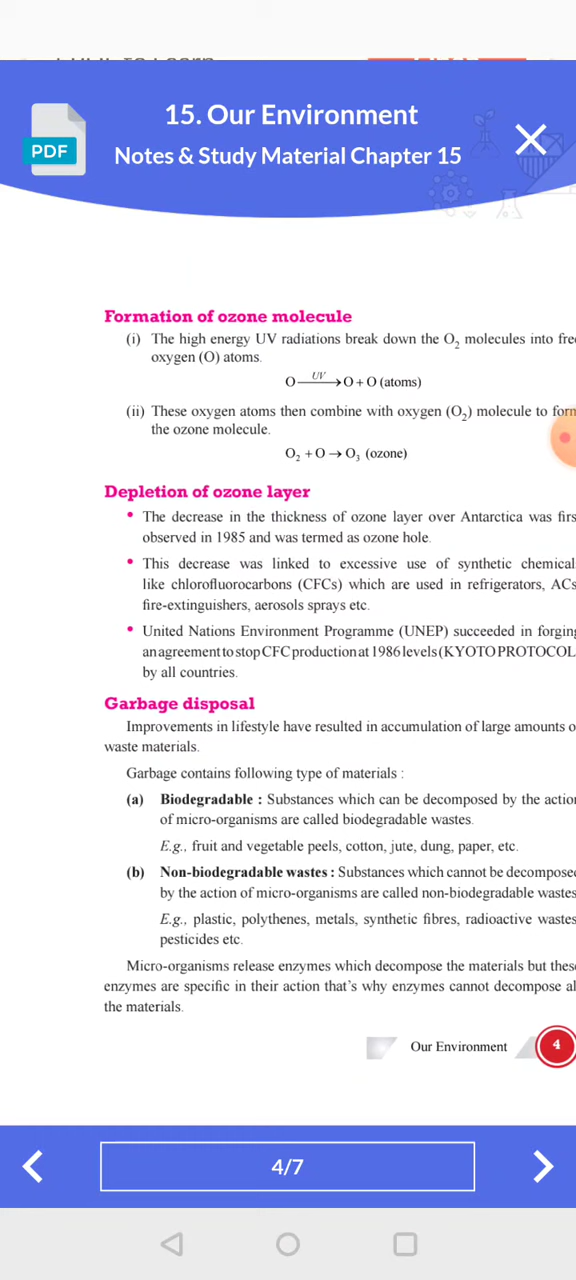 PDF
15. Our Environment
Notes & Study Material Chapter 15
Formation of ozone molecule
(i) The high energy UV radiations break down the O₂ molecules into free
oxygen (O) atoms.
O —UV→ O + O (atoms)
(ii) These oxygen atoms then combine with oxygen (O₂) molecule to form
the ozone molecule.
O₂ + O → O₃ (ozone)
Depletion of ozone layer
• The decrease in the thickness of ozone layer over Antarctica was firs
observed in 1985 and was termed as ozone hole.
• This decrease was linked to excessive use of synthetic chemical
like chlorofluorocarbons (CFCs) which are used in refrigerators, ACs
fire-extinguishers, aerosols sprays etc.
• United Nations Environment Programme (UNEP) succeeded in forging
an agreement to stop CFC production at 1986 levels (KYOTO PROTOCOL
by all countries.
Garbage disposal
Improvements in lifestyle have resulted in accumulation of large amounts o
waste materials.
Garbage contains following type of materials :
(a) Biodegradable : Substances which can be decomposed by the action
of micro-organisms are called biodegradable wastes.
E.g., fruit and vegetable peels, cotton, jute, dung, paper, etc.
(b) Non-biodegradable wastes : Substances which cannot be decomposed
by the action of micro-organisms are called non-biodegradable wastes
E.g., plastic, polythenes, metals, synthetic fibres, radioactive wastes
pesticides etc.
Micro-organisms release enzymes which decompose the materials but these
enzymes are specific in their action that's why enzymes cannot decompose al
the materials.
Our Environment 4
4/7